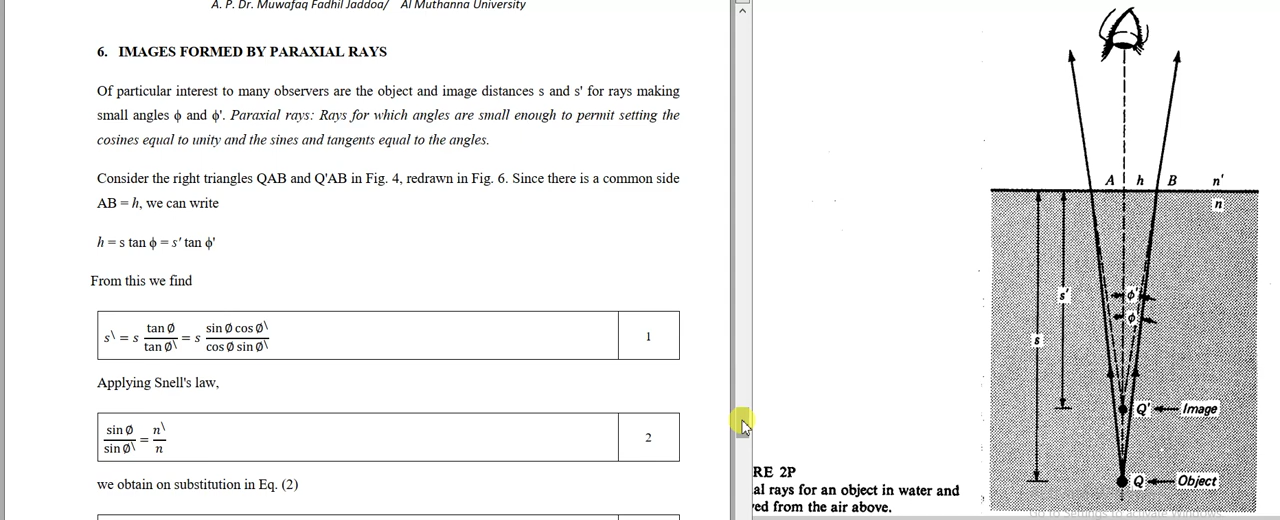 A. P. Dr. Muwafaq Fadhil Jaddoa/ Al Muthanna University
6. IMAGES FORMED BY PARAXIAL RAYS
Of particular interest to many observers are the object and image distances s and s' for rays making
small angles ϕ and ϕ'. Paraxial rays: Rays for which angles are small enough to permit setting the
cosines equal to unity and the sines and tangents equal to the angles.
Consider the right triangles QAB and Q'AB in Fig. 4, redrawn in Fig. 6. Since there is a common side
AB = h, we can write
h = s tan ϕ = s′ tan ϕ'
From this we find
s\ = s tan Ø / tan Ø\ = s sin Ø cos Ø\ / cos Ø sin Ø\ 1
Applying Snell's law,
sin Ø / sin Ø\ = n\ / n 2
we obtain on substitution in Eq. (2)
A h B n'
n
s' ϕ'
ϕ
s
Q' Image
Q Object
RE 2P
al rays for an object in water and
ed from the air above.